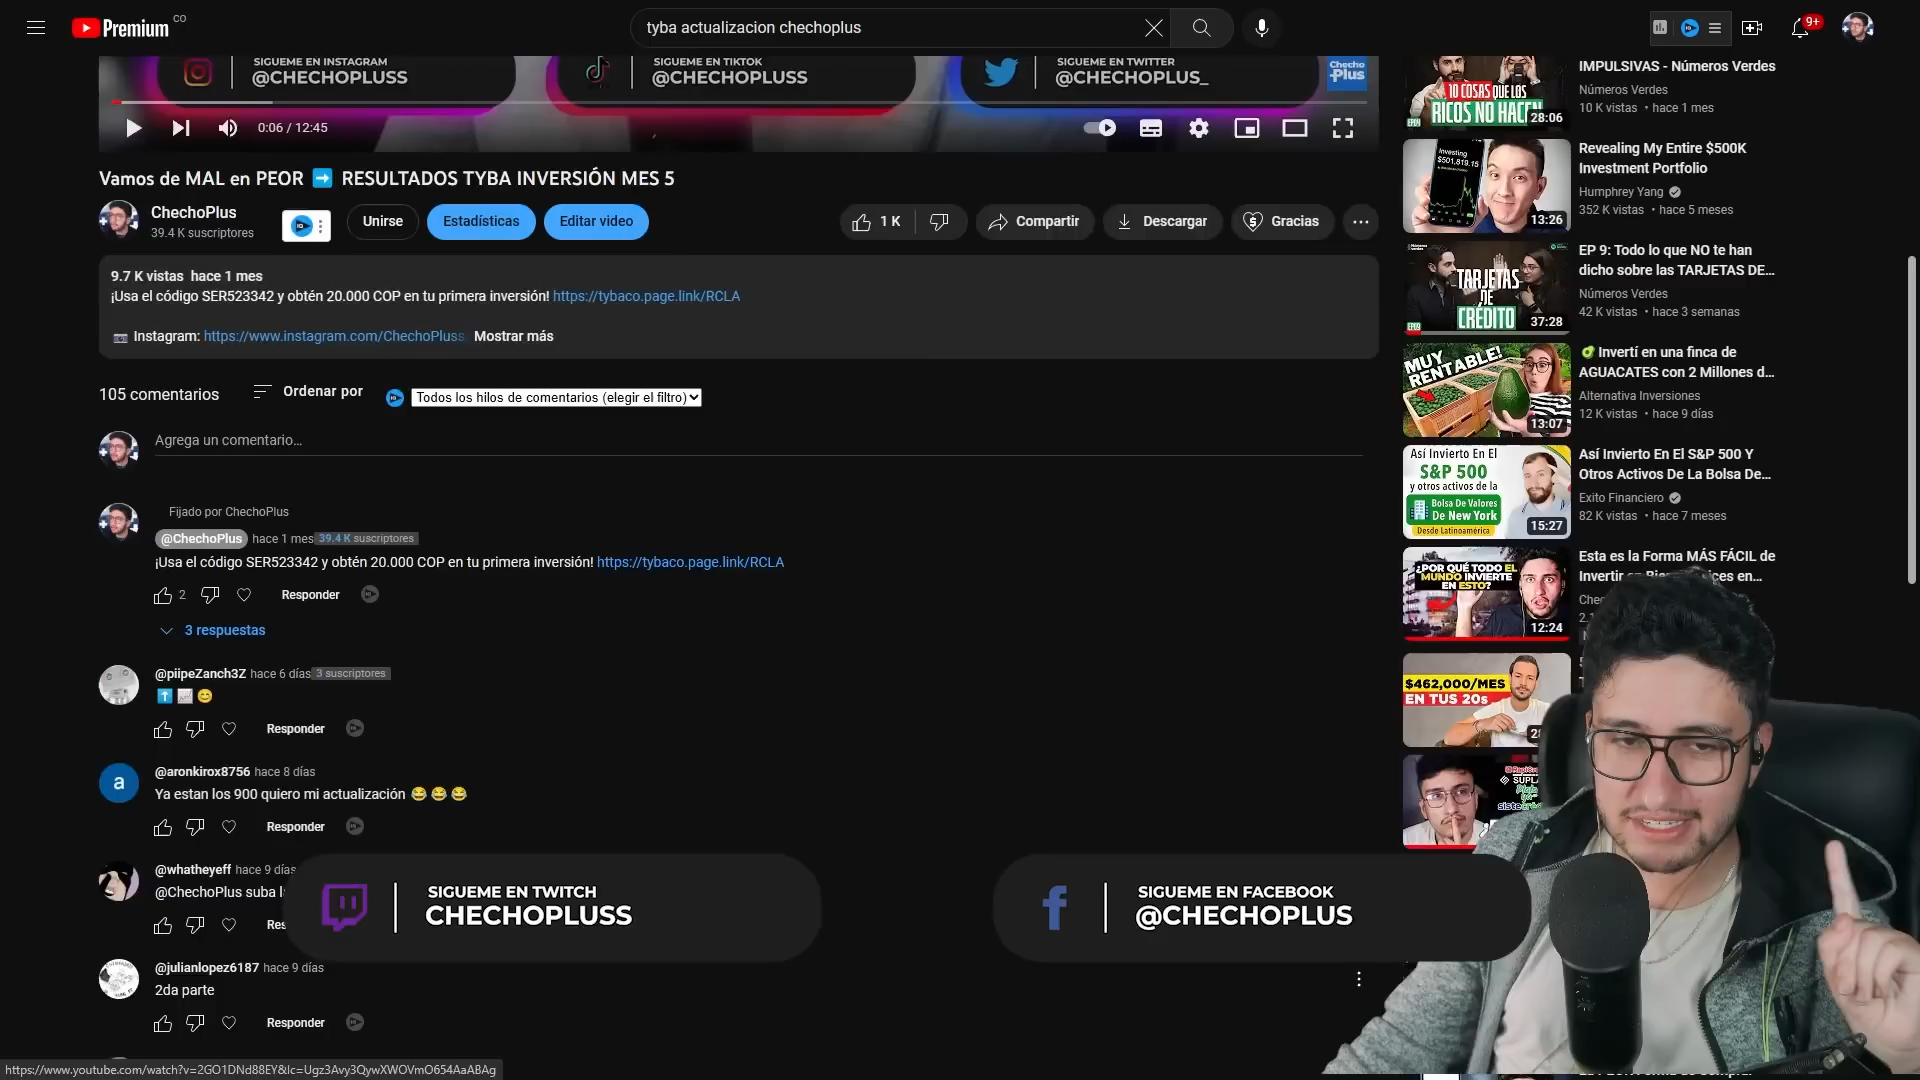 Premium CO
tyba actualizacion chechoplus
9+
SIGUEME EN INSTAGRAM
@CHECHOPLUSS
SIGUEME EN TIKTOK
@CHECHOPLUSS
SIGUEME EN TWITTER
@CHECHOPLUS_
Checho
+Plus
0:06 / 12:45
Vamos de MAL en PEOR ➡️ RESULTADOS TYBA INVERSIÓN MES 5
ChechoPlus
39.4 K suscriptores
Unirse
Estadísticas
Editar video
1 K
Compartir
Descargar
Gracias
9.7 K vistas hace 1 mes
¡Usa el código SER523342 y obtén 20.000 COP en tu primera inversión! https://tybaco.page.link/RCLA
📷 Instagram: https://www.instagram.com/ChechoPluss Mostrar más
105 comentarios
Ordenar por
Todos los hilos de comentarios (elegir el filtro)
Agrega un comentario...
Fijado por ChechoPlus
@ChechoPlus hace 1 mes 39.4 K suscriptores
¡Usa el código SER523342 y obtén 20.000 COP en tu primera inversión! https://tybaco.page.link/RCLA
2
Responder
3 respuestas
@piipeZanch3Z hace 6 días 3 suscriptores
⬆️ 📈 😊
Responder
a
@aronkirox8756 hace 8 días
Ya estan los 900 quiero mi actualización 😂 😂 😂
Responder
@whatheyeff hace 9 días
@ChechoPlus suba
SIGUEME EN TWITCH
CHECHOPLUSS
SIGUEME EN FACEBOOK
@CHECHOPLUS
@julianlopez6187 hace 9 días
2da parte
Responder
https://www.youtube.com/watch?v=2GO1DNd88EY&lc=Ugz3Avy3QywXWOVmO654AaABAg
10 COSAS QUE LOS
RICOS NO HACEN
EP09
28:06
IMPULSIVAS - Números Verdes
Números Verdes
10 K vistas • hace 1 mes
Investing
$501,819.15
13:26
Revealing My Entire $500K
Investment Portfolio
Humphrey Yang
352 K vistas • hace 5 meses
TARJETAS
DE
CRÉDITO
EP09
37:28
EP 9: Todo lo que NO te han
dicho sobre las TARJETAS DE...
Números Verdes
42 K vistas • hace 3 semanas
MUY
RENTABLE!
13:07
🥑 Invertí en una finca de
AGUACATES con 2 Millones d...
Alternativa Inversiones
12 K vistas • hace 9 días
Así Invierto En El
S&P 500
y otros activos de la
Bolsa De Valores
De New York
Desde Latinoamérica
15:27
Así Invierto En El S&P 500 Y
Otros Activos De La Bolsa De...
Exito Financiero
82 K vistas • hace 7 meses
¿POR QUÉ TODO EL
MUNDO INVIERTE
EN ESTO?
12:24
Esta es la Forma MÁS FÁCIL de
Invertir
$462,000/MES
EN TUS 20s